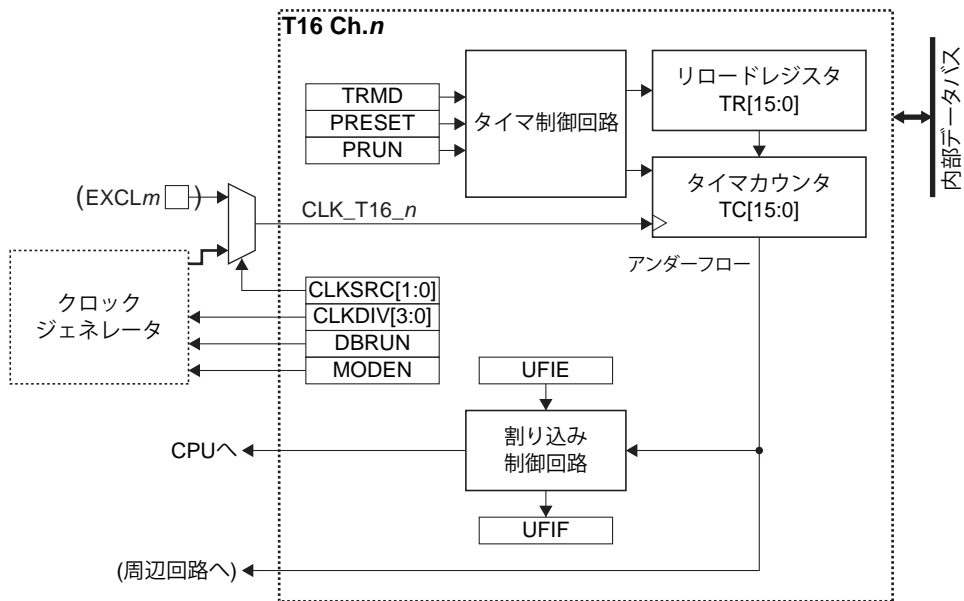 T16 Ch.n
リロードレジスタ
TR[15:0]
TRMD
PRESET
PRUN
タイマ制御回路
内部データバス
タイマカウンタ
TC[15:0]
(EXCLm )
CLK_T16_n
アンダーフロー
クロック
ジェネレータ
CLKSRC[1:0]
CLKDIV[3:0]
DBRUN
MODEN
UFIE
CPUへ
割り込み
制御回路
UFIF
(周辺回路へ)